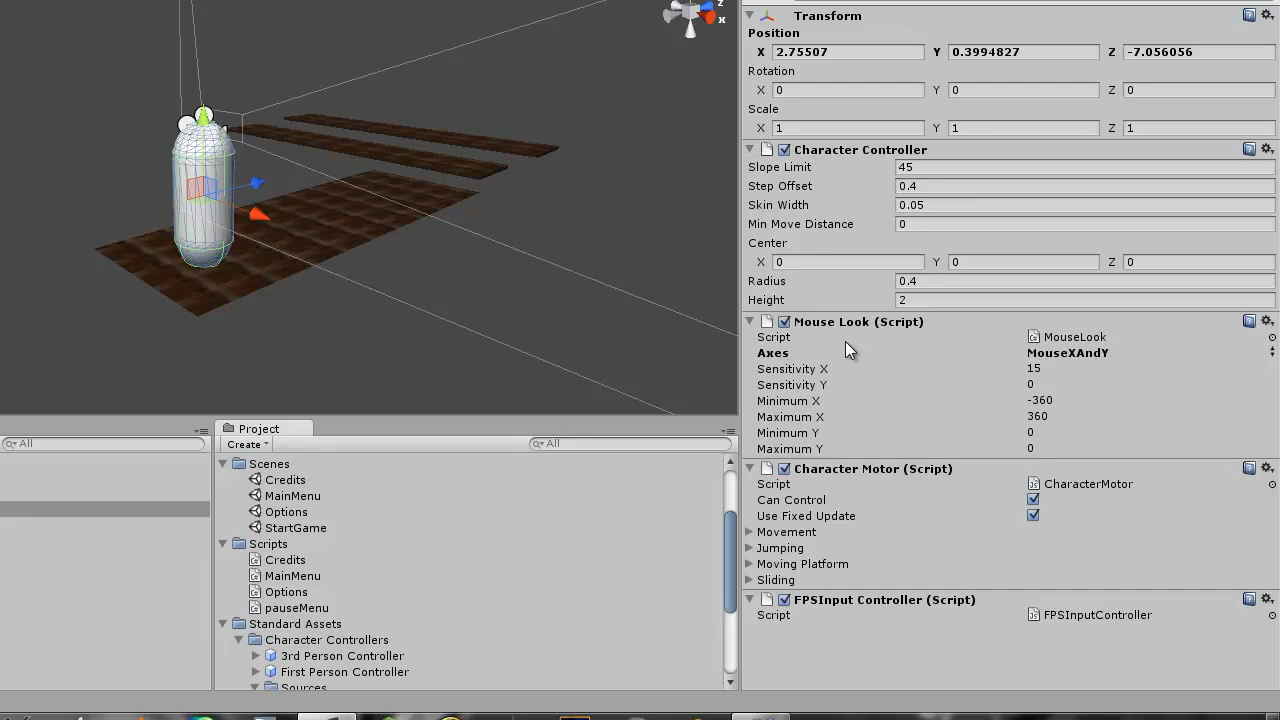 z
x
Transform
Position
X 2.75507 Y 0.3994827 Z -7.056056
Rotation
X 0 Y 0 Z 0
Scale
X 1 Y 1 Z 1
Character Controller
Slope Limit 45
Step Offset 0.4
Skin Width 0.05
Min Move Distance 0
Center
X 0 Y 0 Z 0
Radius 0.4
Height 2
Mouse Look (Script)
Script MouseLook
Axes MouseXAndY
Sensitivity X 15
Sensitivity Y 0
Minimum X -360
Maximum X 360
Minimum Y 0
Maximum Y 0
Character Motor (Script)
Script CharacterMotor
Can Control
Use Fixed Update
Movement
Jumping
Moving Platform
Sliding
FPSInput Controller (Script)
Script FPSInputController
All
Project
Create All
Scenes
Credits
MainMenu
Options
StartGame
Scripts
Credits
MainMenu
Options
pauseMenu
Standard Assets
Character Controllers
3rd Person Controller
First Person Controller
Sources